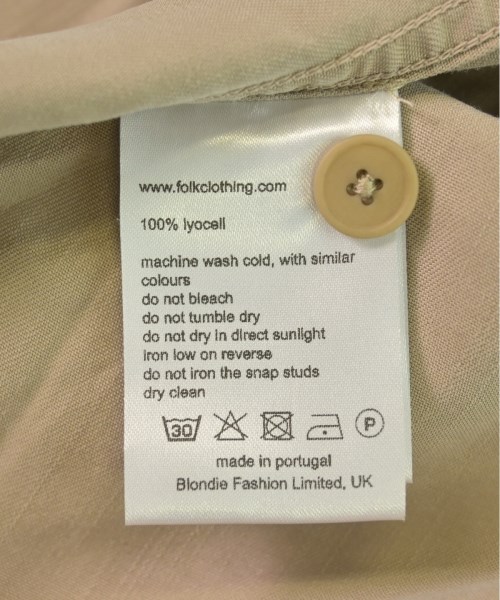 www.folkclothing.com
100% lyocell
machine wash cold, with similar
colours
do not bleach
do not tumble dry
do not dry in direct sunlight
iron low on reverse
do not iron the snap studs
dry clean
30 P
made in portugal
Blondie Fashion Limited, UK